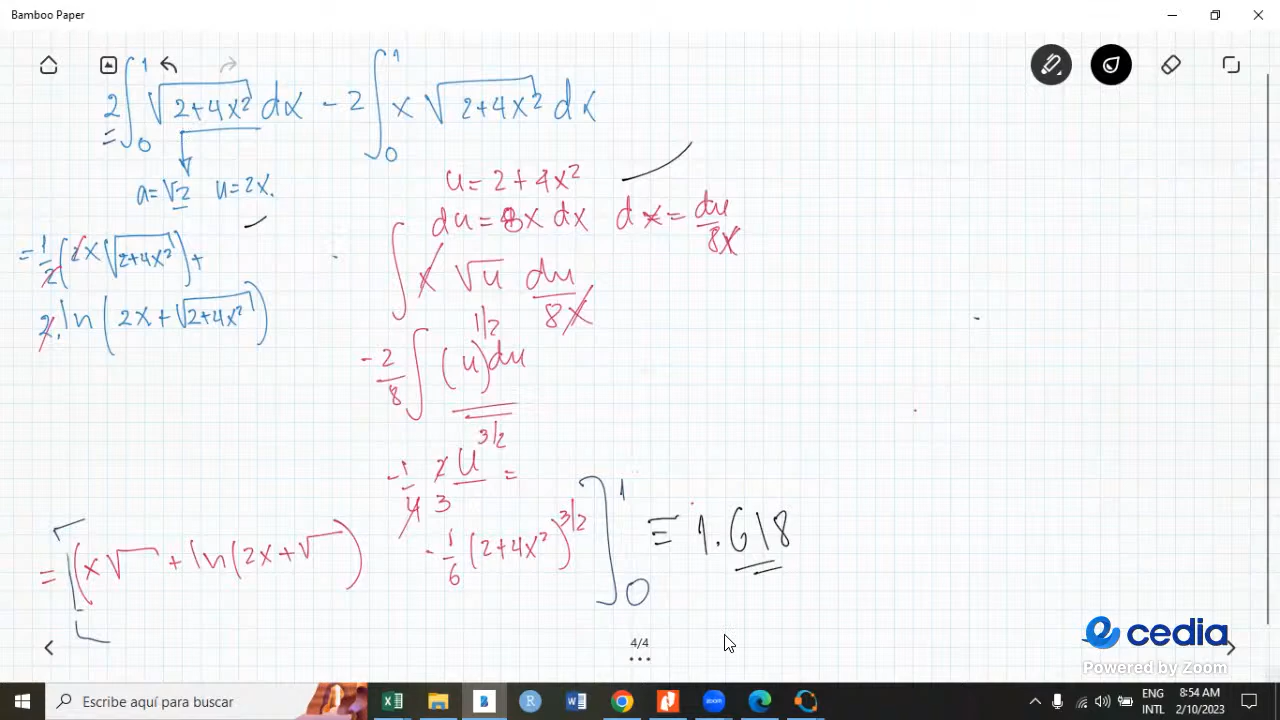 Bamboo Paper
2∫₀¹ √(2+4x²) dx - 2∫₀¹ x √(2+4x²) dx
=
a=√2 u=2x.
u = 2 + 4x²
du = 8x dx dx = du/8x
= 1/2 (2x√(2+4x²) +
2 ln(2x+√(2+4x²))
∫ x √u du/8x
-2/8 ∫ (u)^1/2 du
-1/4 2/3 u^3/2 =
= [(x√ + ln(2x+√ ) - 1/6 (2+4x²)^3/2 ]₀¹ = 1.618
4/4
cedia
Powered by Zoom
Escribe aquí para buscar
ENG
INTL
8:54 AM
2/10/2023